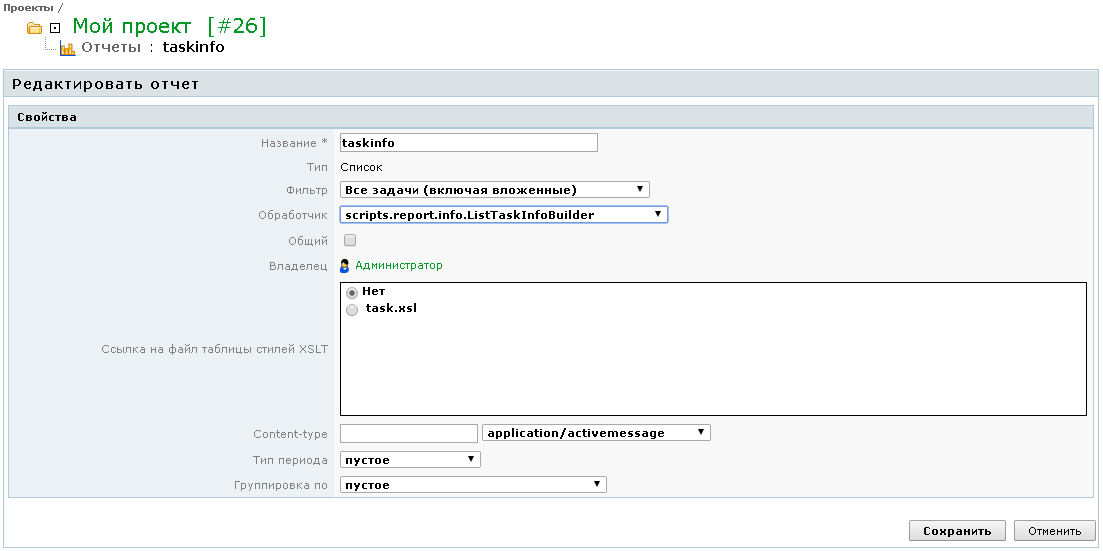 Проекты /
Мой проект [#26]
Отчеты : taskinfo
Редактировать отчет
Свойства
Название * taskinfo
Тип Список
Фильтр Все задачи (включая вложенные)
Обработчик scripts.report.info.ListTaskInfoBuilder
Общий
Владелец Администратор
Нет
task.xsl
Ссылка на файл таблицы стилей XSLT
Content-type application/activemessage
Тип периода пустое
Группировка по пустое
Сохранить Отменить